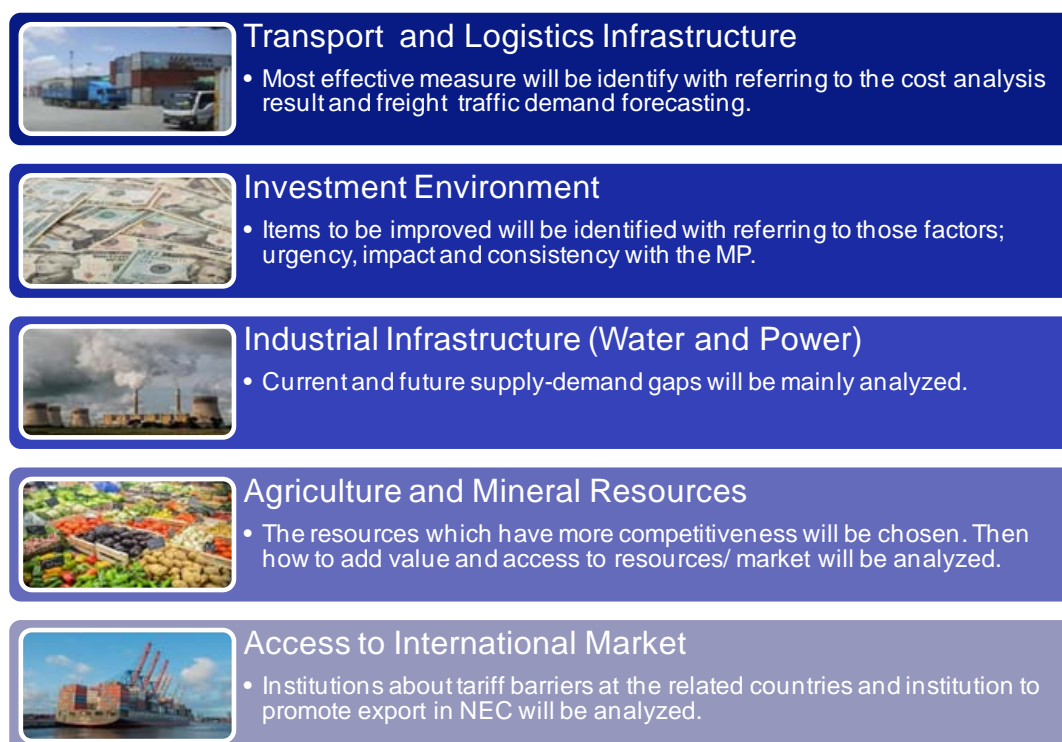 Transport and Logistics Infrastructure
• Most effective measure will be identify with referring to the cost analysis
result and freight traffic demand forecasting.
Investment Environment
• Items to be improved will be identified with referring to those factors;
urgency, impact and consistency with the MP.
Industrial Infrastructure (Water and Power)
• Current and future supply-demand gaps will be mainly analyzed.
Agriculture and Mineral Resources
• The resources which have more competitiveness will be chosen. Then
how to add value and access to resources/ market will be analyzed.
Access to International Market
• Institutions about tariff barriers at the related countries and institution to
promote export in NEC will be analyzed.